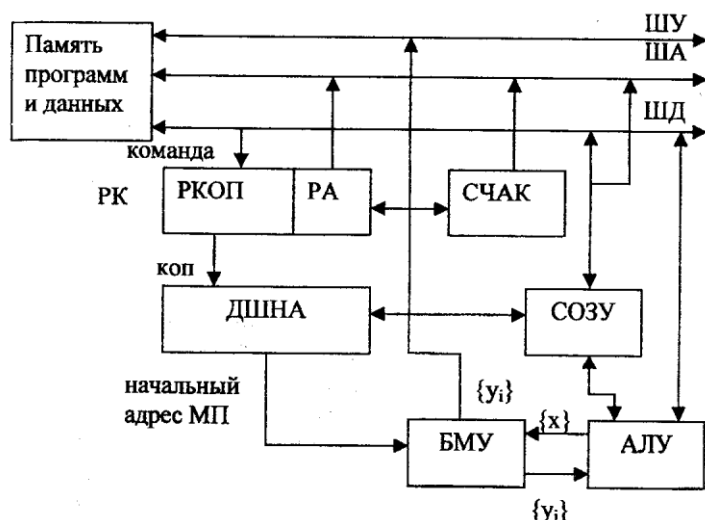 Память
программ
и данных
ШУ
ША
ШД
команда
РК
РКОП
РА
СЧАК
коп
ДШНА
СОЗУ
начальный
адрес МП
{yᵢ}
{x}
БМУ
АЛУ
{yᵢ}